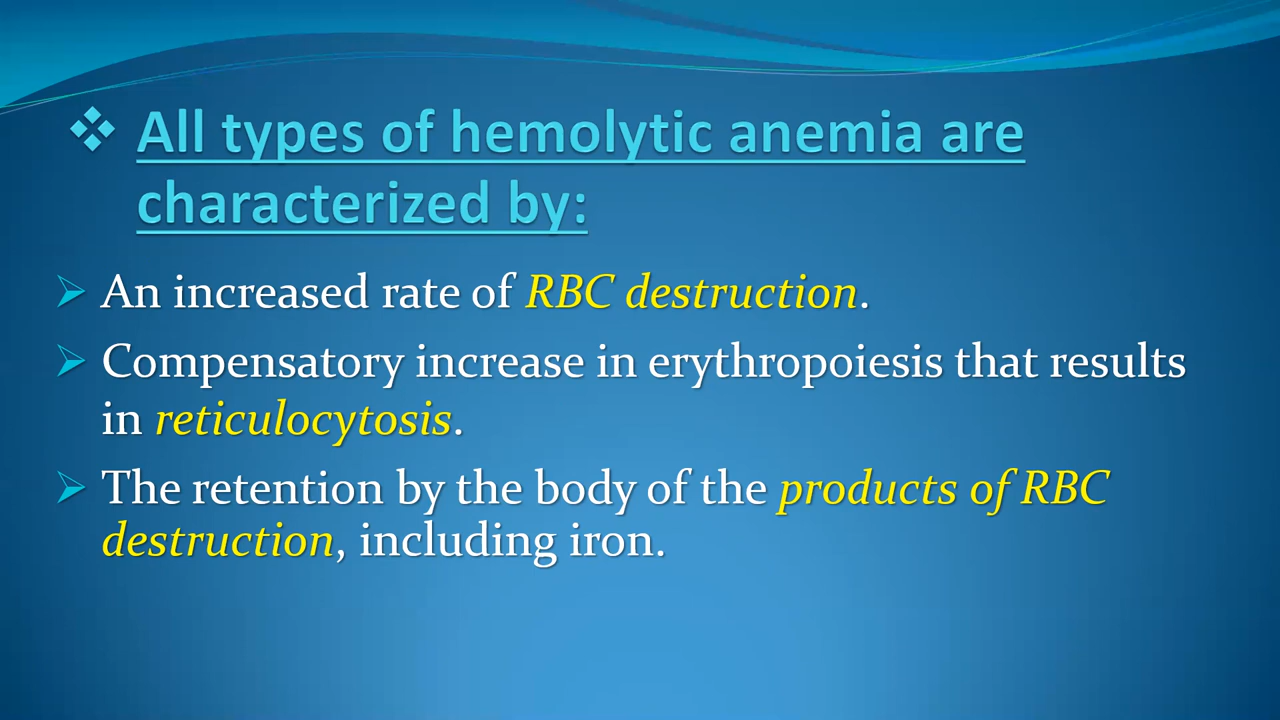 ❖ All types of hemolytic anemia are
characterized by:
➢ An increased rate of RBC destruction.
➢ Compensatory increase in erythropoiesis that results
in reticulocytosis.
➢ The retention by the body of the products of RBC
destruction, including iron.